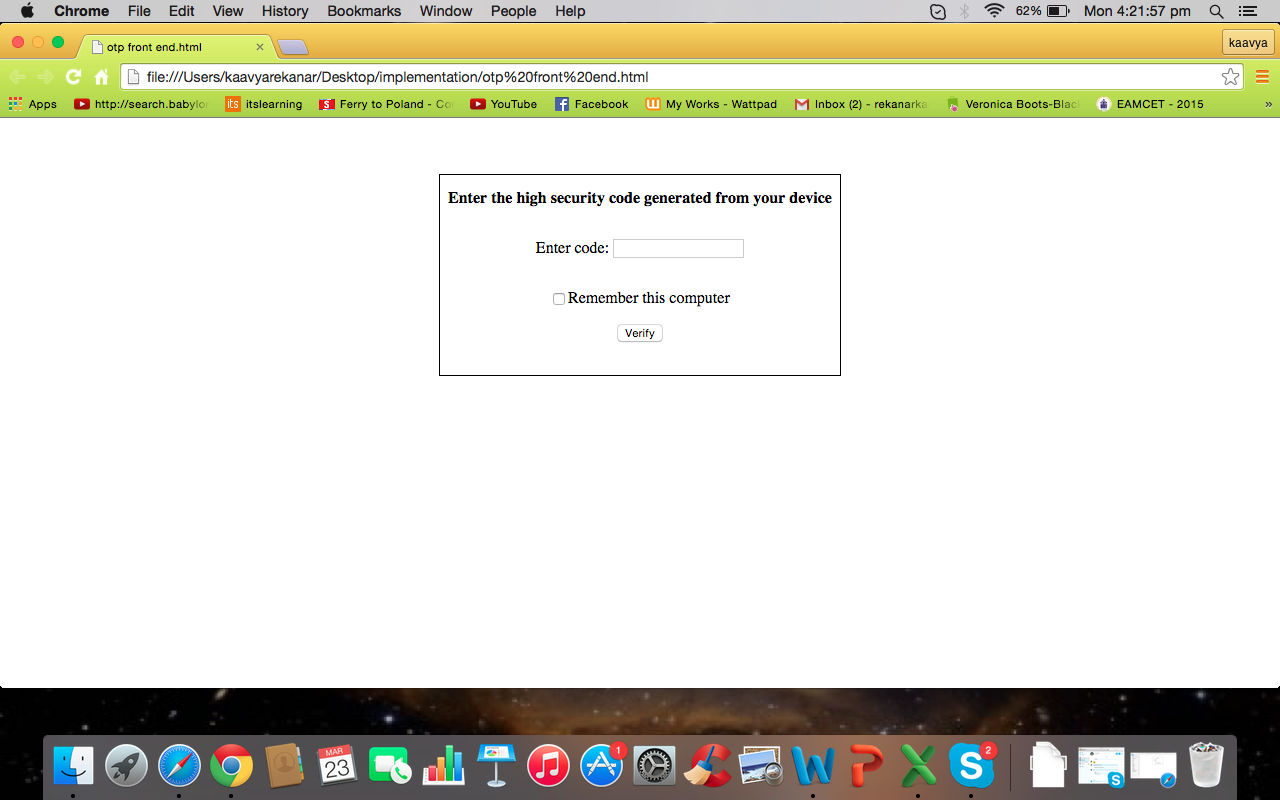 Chrome File Edit View History Bookmarks Window People Help 62% Mon 4:21:57 pm
otp front end.html kaavya
file:///Users/kaavyarekanar/Desktop/implementation/otp%20front%20end.html
Apps http://search.babylo its itslearning Ferry to Poland - Co YouTube Facebook My Works - Wattpad Inbox (2) - rekanarka Veronica Boots-Blac EAMCET - 2015 »
Enter the high security code generated from your device
Enter code:
Remember this computer
Verify
MAR
23
1
2